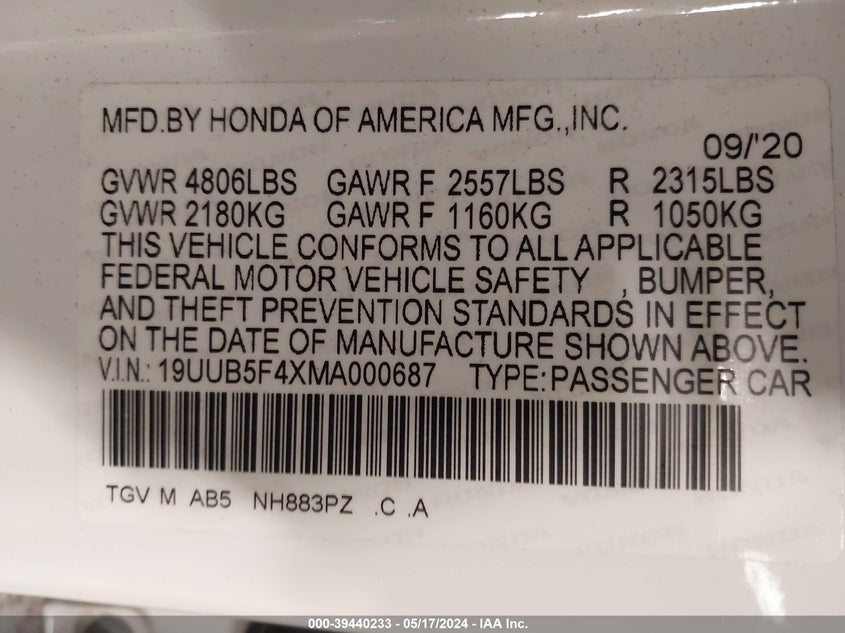 MFD.BY HONDA OF AMERICA MFG.,INC.
09/'20
GVWR 4806LBS GAWR F 2557LBS R 2315LBS
GVWR 2180KG GAWR F 1160KG R 1050KG
THIS VEHICLE CONFORMS TO ALL APPLICABLE
FEDERAL MOTOR VEHICLE SAFETY , BUMPER,
AND THEFT PREVENTION STANDARDS IN EFFECT
ON THE DATE OF MANUFACTURE SHOWN ABOVE.
V.I.N.: 19UUB5F4XMA000687 TYPE:PASSENGER CAR
TGV M AB5 NH883PZ .C .A
HONDA
000-39440233 - 05/17/2024 - IAA Inc.